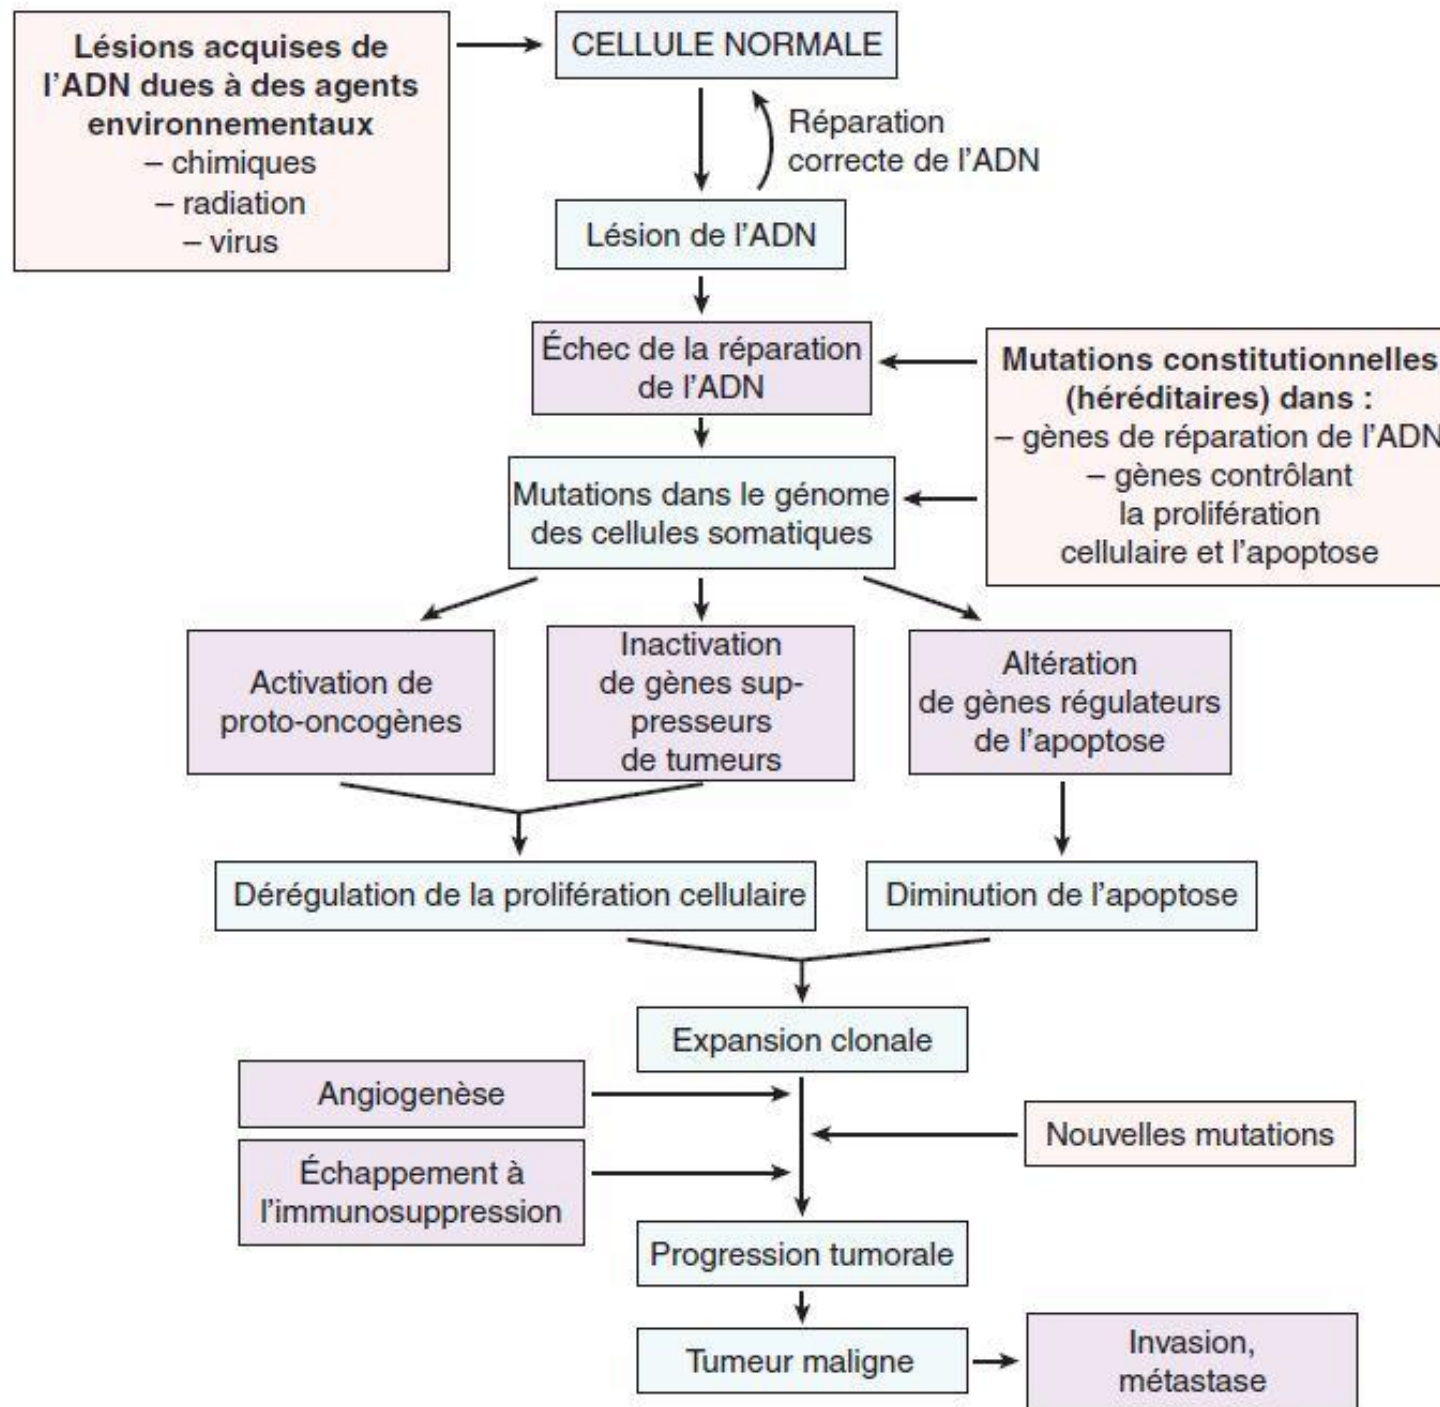 Lésions acquises de
l'ADN dues à des agents
environnementaux
– chimiques
– radiation
– virus
CELLULE NORMALE
Réparation
correcte de l'ADN
Lésion de l'ADN
Échec de la réparation
de l'ADN
Mutations constitutionnelles
(héréditaires) dans :
– gènes de réparation de l'ADN
– gènes contrôlant
la prolifération
cellulaire et l'apoptose
Mutations dans le génome
des cellules somatiques
Activation de
proto-oncogènes
Inactivation
de gènes sup-
presseurs
de tumeurs
Altération
de gènes régulateurs
de l'apoptose
Dérégulation de la prolifération cellulaire
Diminution de l'apoptose
Expansion clonale
Angiogenèse
Nouvelles mutations
Échappement à
l'immunosuppression
Progression tumorale
Tumeur maligne
Invasion,
métastase